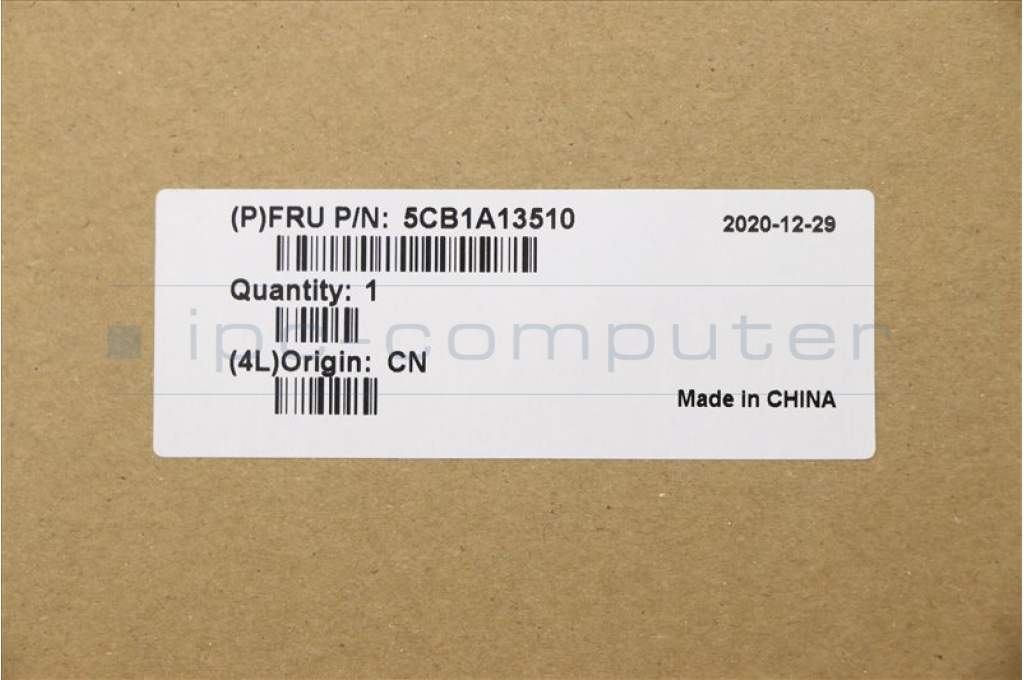 (P)FRU P/N: 5CB1A13510
2020-12-29
Quantity: 1
ipc-computer
(4L)Origin: CN
Made in CHINA